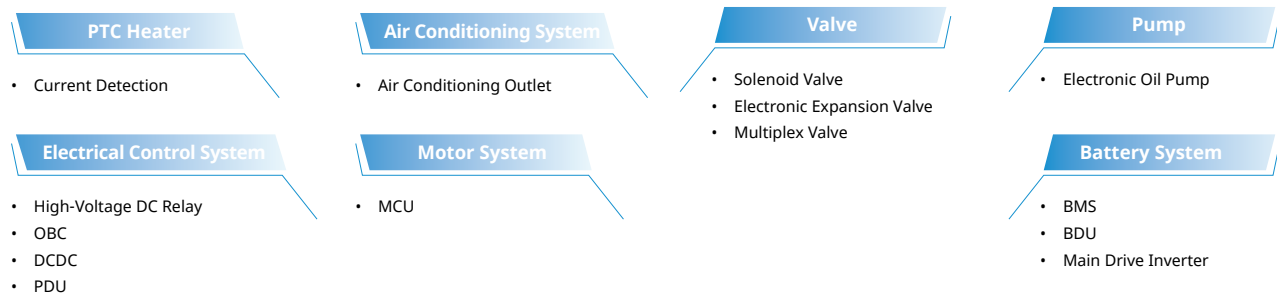 PTC Heater
• Current Detection
Air Conditioning System
• Air Conditioning Outlet
Valve
• Solenoid Valve
• Electronic Expansion Valve
• Multiplex Valve
Pump
• Electronic Oil Pump
Electrical Control System
• High-Voltage DC Relay
• OBC
• DCDC
• PDU
Motor System
• MCU
Battery System
• BMS
• BDU
• Main Drive Inverter